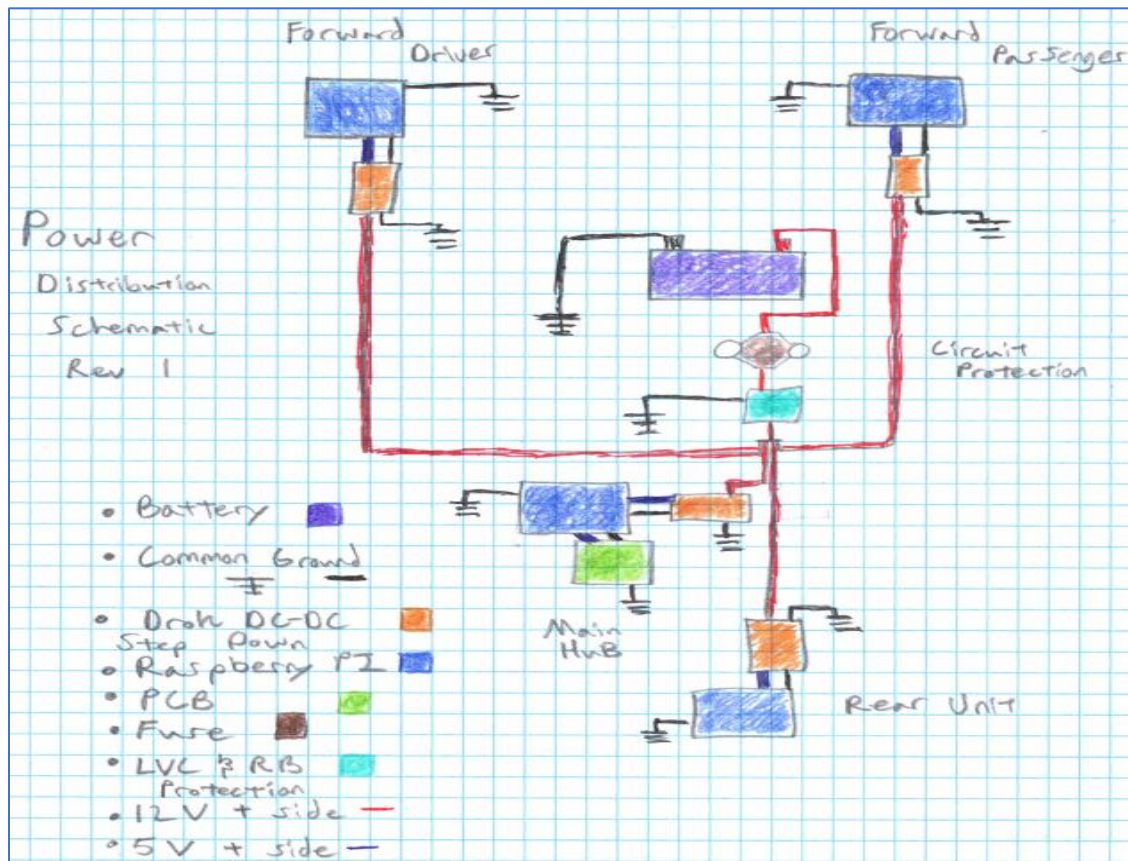 Forward
Driver
Forward
Passenger
Power
Distribution
Schematic
Rev 1
Circuit
Protection
Main
HuB
Rear Unit
• Battery
• Common Ground
• Drok DC-DC
Step Down
• Raspberry PI
• PCB
• Fuse
• LVC & RB
Protection
• 12V + side
• 5V + side